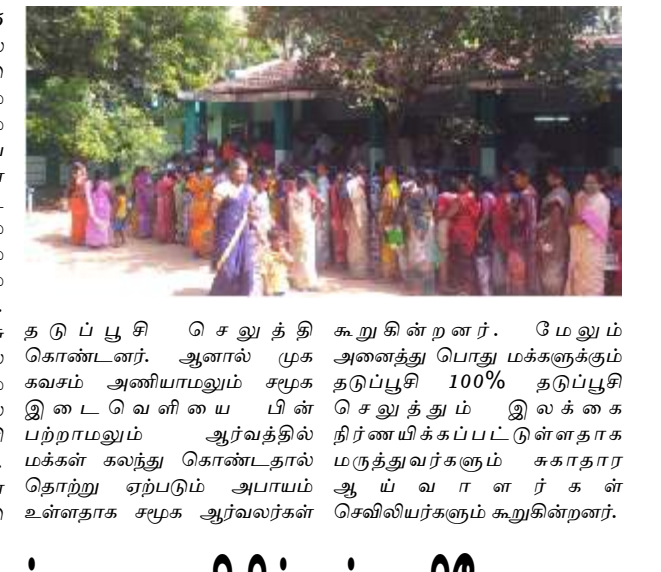 தடுப்பூசி செலுத்தி
கொண்டனர். ஆனால் முக
கவசம் அணியாமலும் சமூக
இடைவெளியை பின்
பற்றாமலும் ஆர்வத்தில்
மக்கள் கலந்து கொண்டதால்
தொற்று ஏற்படும் அபாயம்
உள்ளதாக சமூக ஆர்வலர்கள்
கூறுகின்றனர். மேலும்
அனைத்து பொது மக்களுக்கும்
தடுப்பூசி 100% தடுப்பூசி
செலுத்தும் இலக்கை
நிர்ணயிக்கப்பட்டுள்ளதாக
மருத்துவர்களும் சுகாதார
ஆய்வாளர்கள்
செவிலியர்களும் கூறுகின்றனர்.